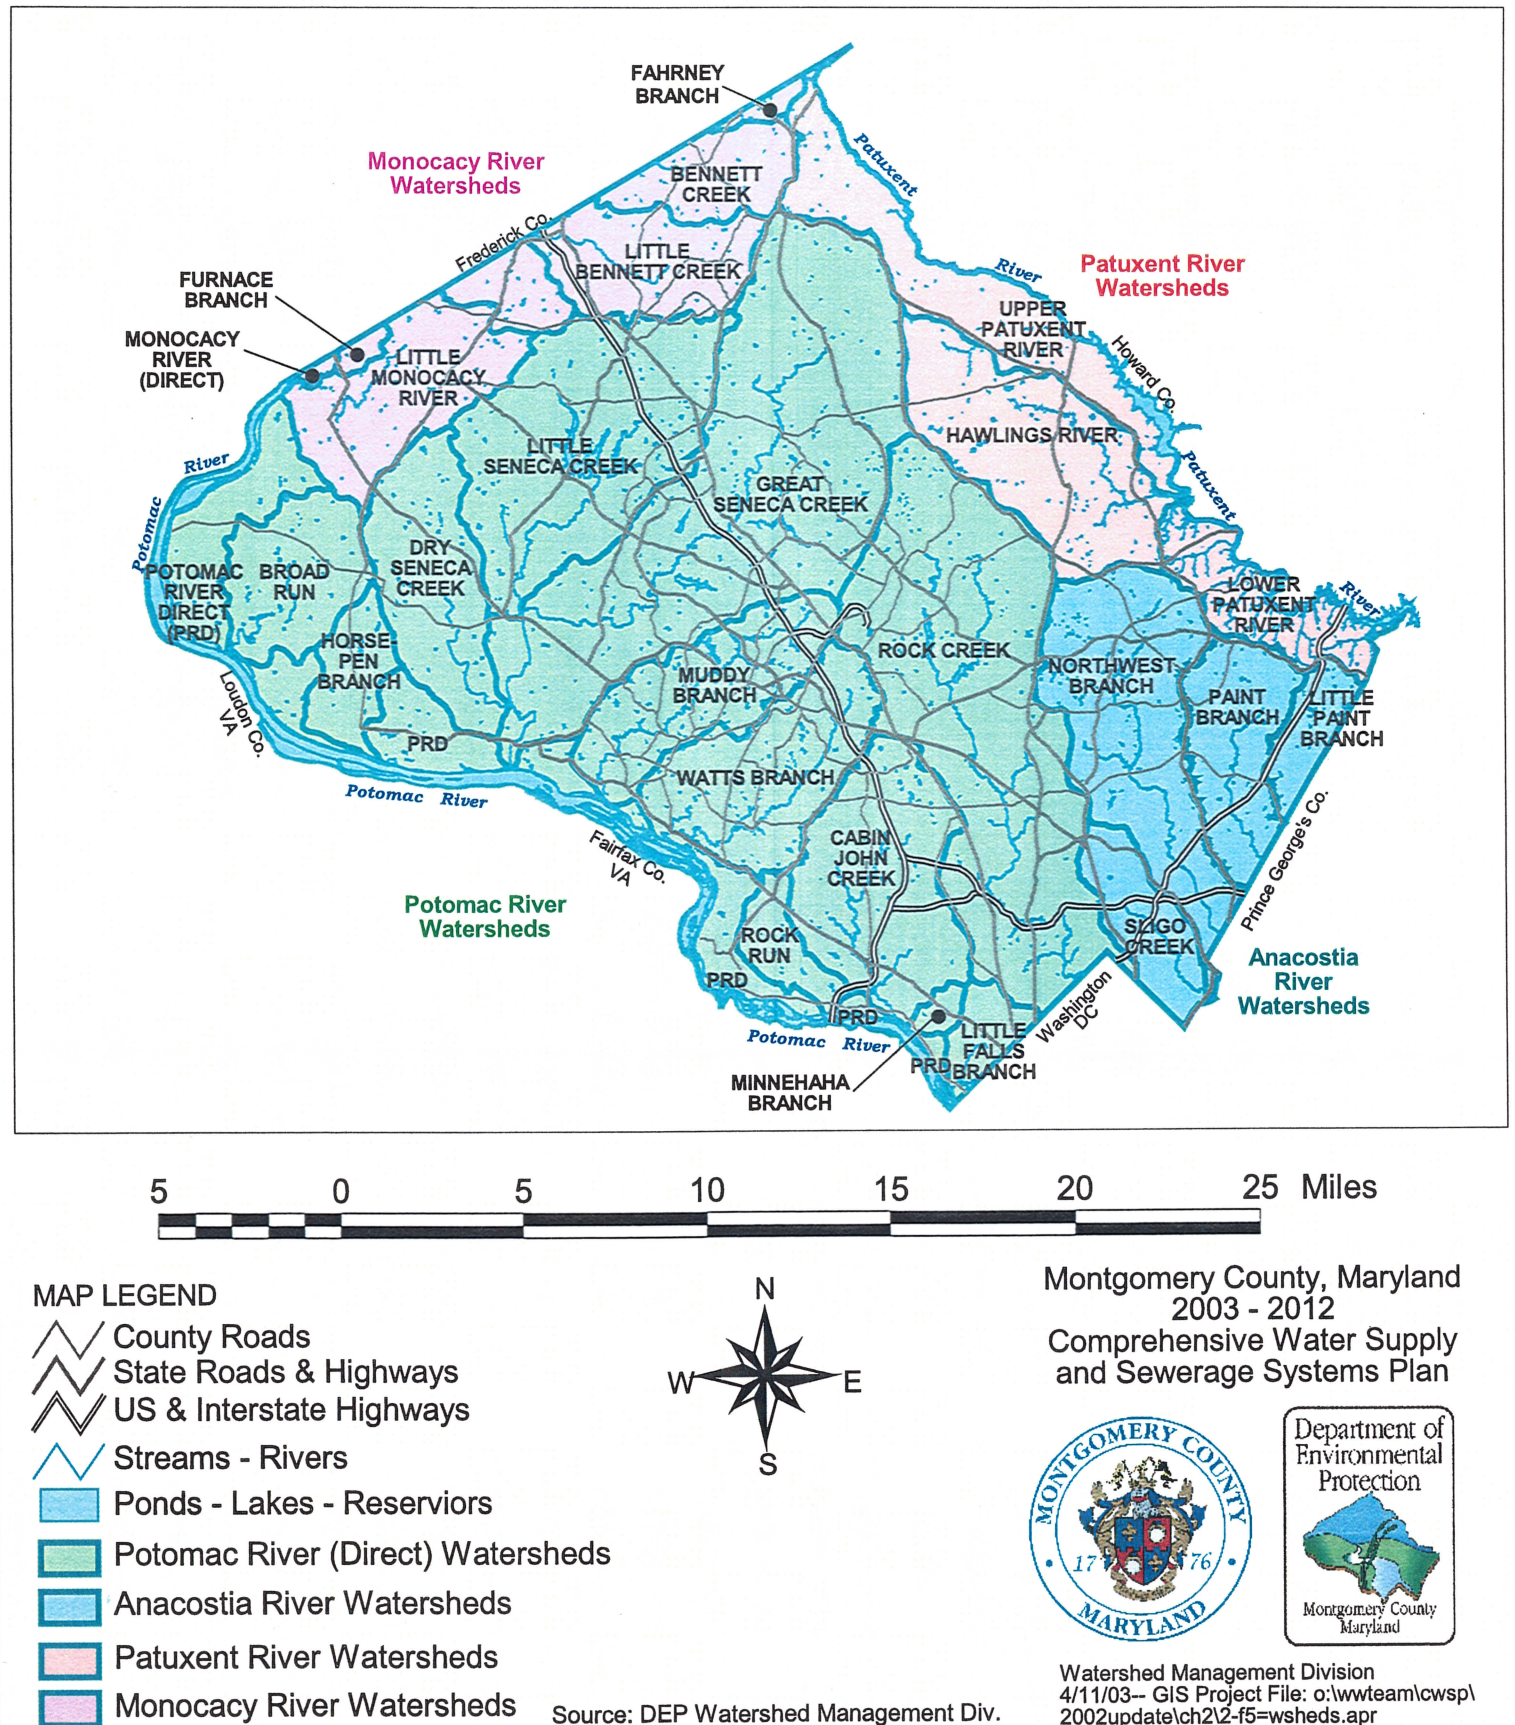 FAHRNEY
BRANCH
Monocacy River
Watersheds
Patuxent
BENNETT
CREEK
Frederick Co.
LITTLE
BENNETT CREEK
River
Patuxent River
Watersheds
FURNACE
BRANCH
MONOCACY
RIVER
(DIRECT)
UPPER
PATUXENT
RIVER
Howard Co.
LITTLE
MONOCACY
RIVER
HAWLINGS RIVER
LITTLE
SENECA CREEK
River
Potomac
GREAT
SENECA CREEK
Patuxent
DRY
SENECA
CREEK
POTOMAC
RIVER
DIRECT
(PRD)
BROAD
RUN
LOWER
PATUXENT
RIVER
River
HORSE-
PEN
BRANCH
ROCK CREEK
MUDDY
BRANCH
NORTHWEST
BRANCH
PAINT
BRANCH
LITTLE
PAINT
BRANCH
Loudon Co.
VA
PRD
WATTS BRANCH
Potomac River
Fairfax Co.
VA
CABIN
JOHN
CREEK
Prince George's Co.
Potomac River
Watersheds
ROCK
RUN
SLIGO
CREEK
PRD
Anacostia
River
Watersheds
Washington
DC
PRD
Potomac River
LITTLE
FALLS
BRANCH
PRD
MINNEHAHA
BRANCH
5 0 5 10 15 20 25 Miles
MAP LEGEND
County Roads
State Roads & Highways
US & Interstate Highways
Streams - Rivers
Ponds - Lakes - Reserviors
Potomac River (Direct) Watersheds
Anacostia River Watersheds
Patuxent River Watersheds
Monocacy River Watersheds
N
W E
S
Source: DEP Watershed Management Div.
Montgomery County, Maryland
2003 - 2012
Comprehensive Water Supply
and Sewerage Systems Plan
MONTGOMERY COUNTY
17 76
MARYLAND
Department of
Environmental
Protection
Montgomery County
Maryland
Watershed Management Division
4/11/03-- GIS Project File: o:\wwteam\cwsp\
2002update\ch2\2-f5=wsheds.apr